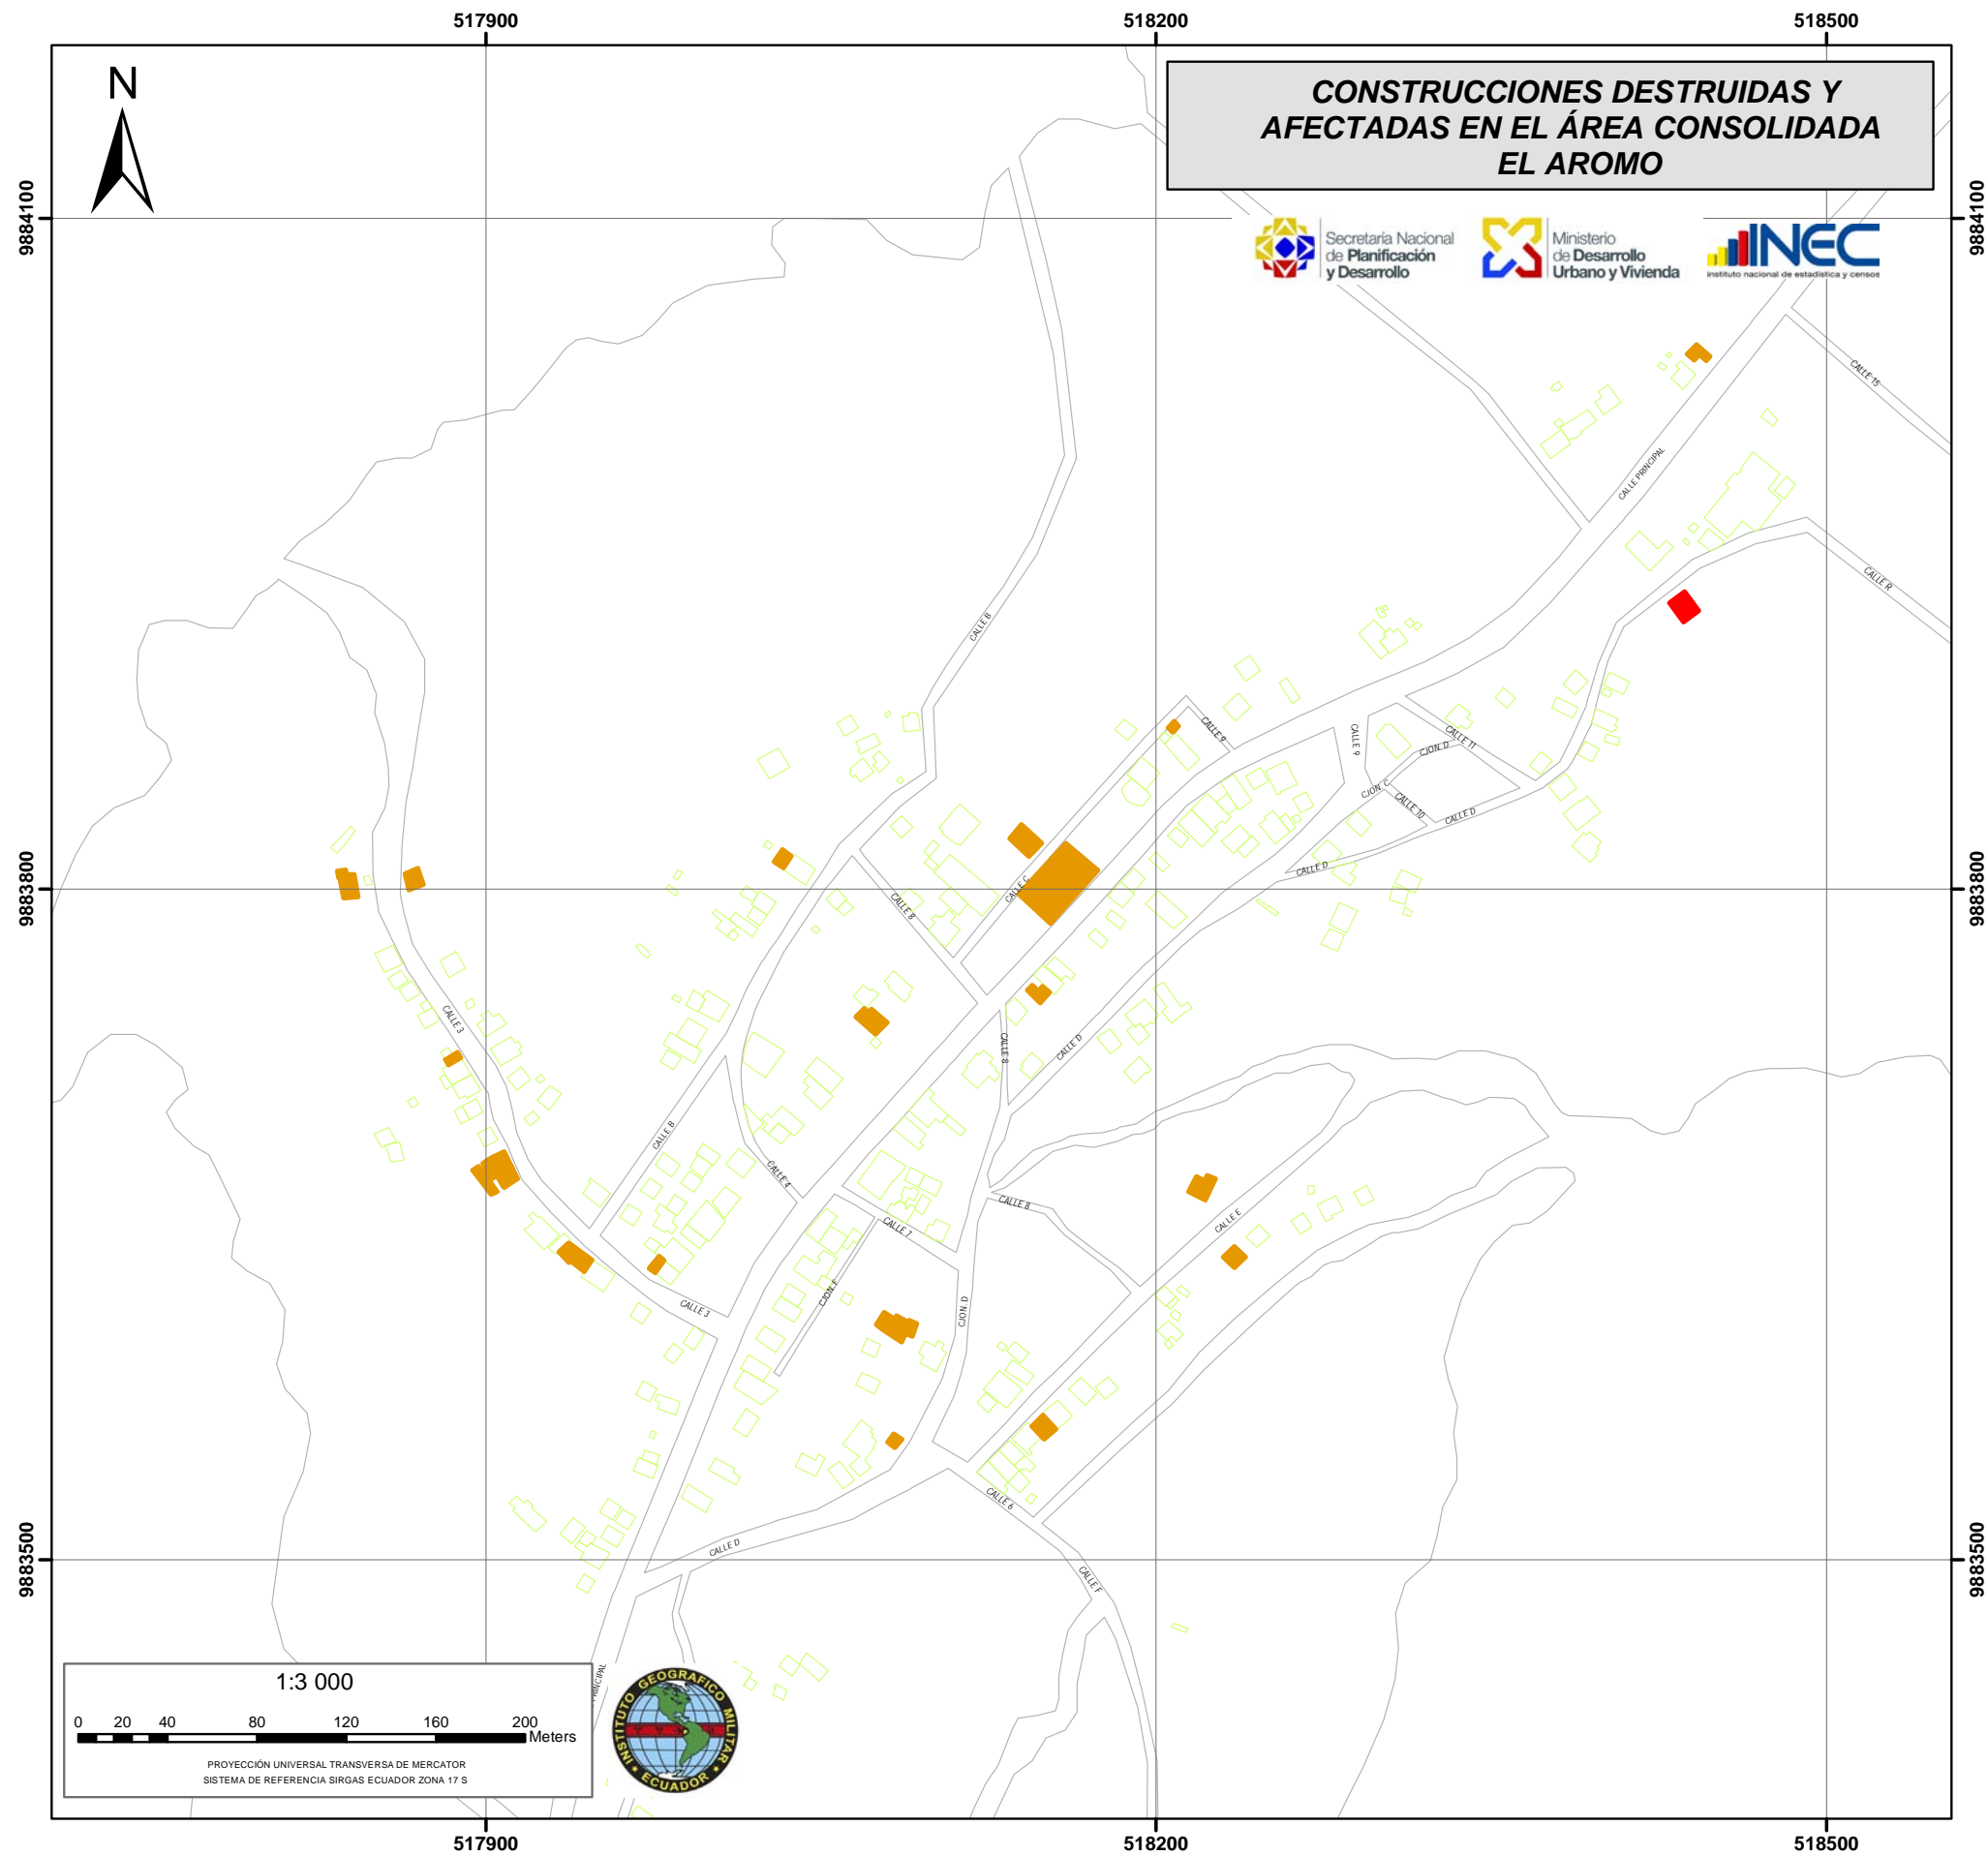 517900
518200
518500
N
CONSTRUCCIONES DESTRUIDAS Y
AFECTADAS EN EL ÁREA CONSOLIDADA
EL AROMO
9884100
9884100
Secretaría Nacional
de Planificación
y Desarrollo
Ministerio
de Desarrollo
Urbano y Vivienda
INEC
instituto nacional de estadística y censos
CALLE 15
CALLE PRINCIPAL
CALLE R
CALLE B
CALLE 9
CALLE 9
CALLE 11
CJON. D
CJON. C
CALLE 10
CALLE D
CALLE D
9883800
9883800
CALLE C
CALLE 8
CALLE 3
CALLE 8
CALLE D
CALLE B
CALLE 4
CALLE 8
CALLE 7
CALLE E
CJON. F
CJON. D
CALLE 3
CALLE 6
CALLE D
9883500
9883500
CALLE F
PRINCIPAL
1:3 000
0 20 40 80 120 160 200
Meters
PROYECCIÓN UNIVERSAL TRANSVERSA DE MERCATOR
SISTEMA DE REFERENCIA SIRGAS ECUADOR ZONA 17 S
INSTITUTO GEOGRAFICO MILITAR
ECUADOR
517900
518200
518500